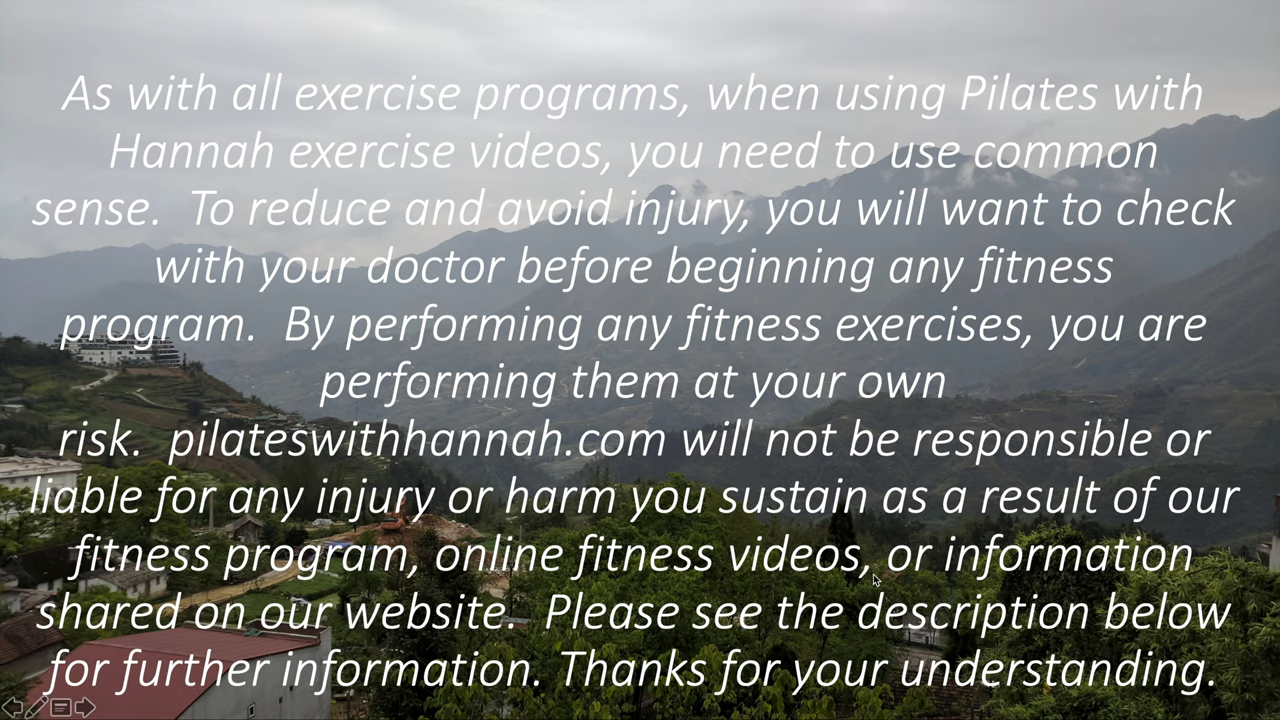 As with all exercise programs, when using Pilates with
Hannah exercise videos, you need to use common
sense.  To reduce and avoid injury, you will want to check
with your doctor before beginning any fitness
program.  By performing any fitness exercises, you are
performing them at your own
risk.  pilateswithhannah.com will not be responsible or
liable for any injury or harm you sustain as a result of our
fitness program, online fitness videos, or information
shared on our website.  Please see the description below
for further information. Thanks for your understanding.